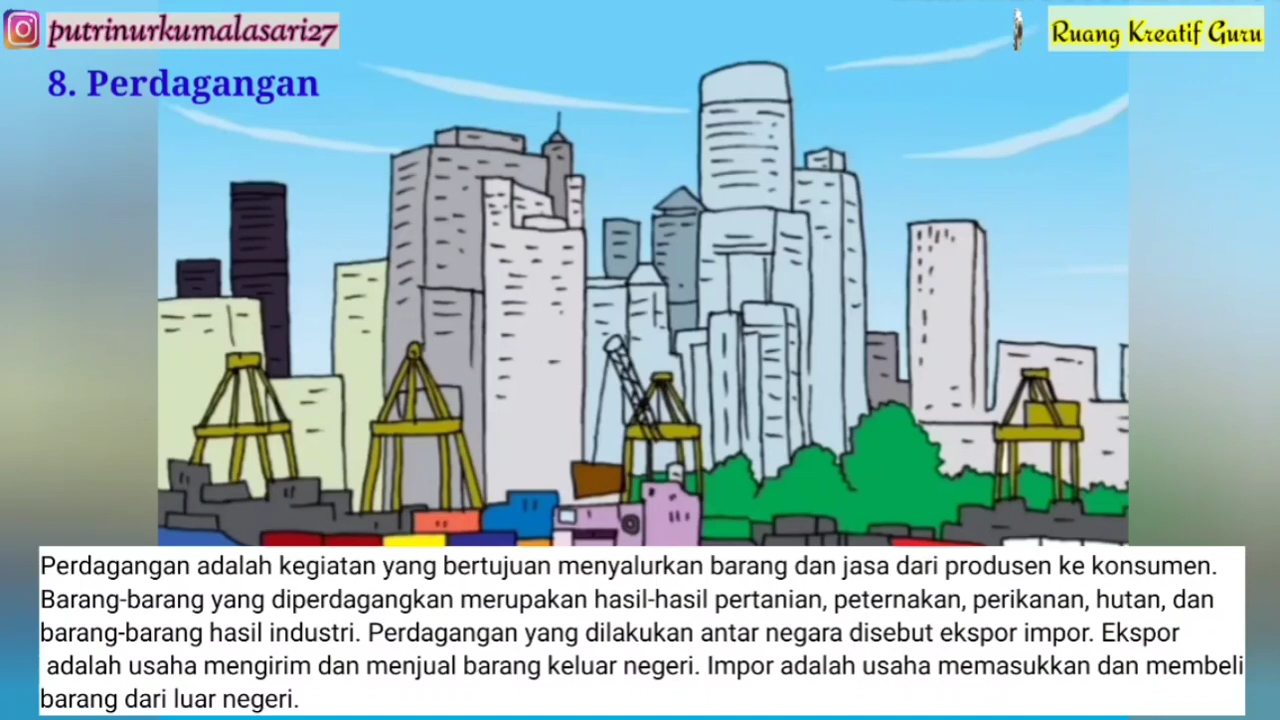 putrinurkumalasari27
Ruang Kreatif Guru
8. Perdagangan
Perdagangan adalah kegiatan yang bertujuan menyalurkan barang dan jasa dari produsen ke konsumen.
Barang-barang yang diperdagangkan merupakan hasil-hasil pertanian, peternakan, perikanan, hutan, dan
barang-barang hasil industri. Perdagangan yang dilakukan antar negara disebut ekspor impor. Ekspor
adalah usaha mengirim dan menjual barang keluar negeri. Impor adalah usaha memasukkan dan membeli
barang dari luar negeri.